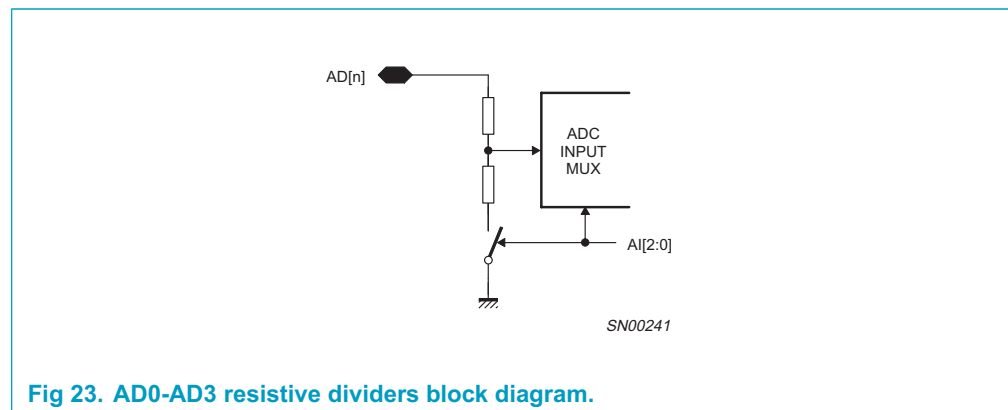 AD[n]
ADC
INPUT
MUX
AI[2:0]
SN00241
Fig 23. AD0-AD3 resistive dividers block diagram.